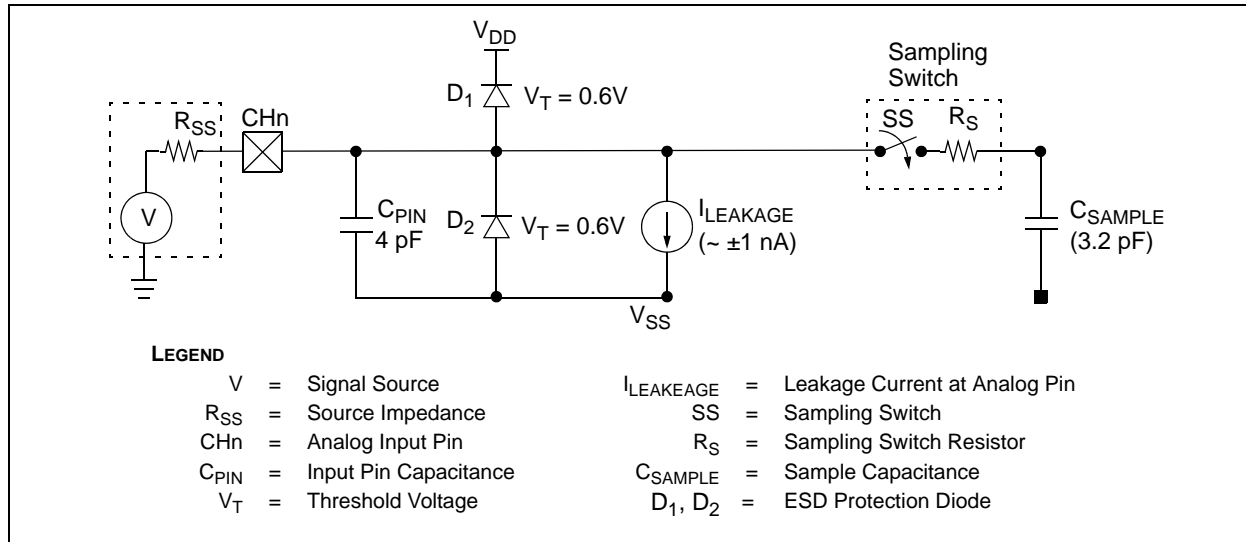 VDD
Sampling
Switch
D1 VT = 0.6V
RSS CHn
SS RS
V
CPIN
4 pF
D2 VT = 0.6V
ILEAKAGE
(~ ±1 nA)
CSAMPLE
(3.2 pF)
VSS
LEGEND
V = Signal Source
RSS = Source Impedance
CHn = Analog Input Pin
CPIN = Input Pin Capacitance
VT = Threshold Voltage
ILEAKEAGE = Leakage Current at Analog Pin
SS = Sampling Switch
RS = Sampling Switch Resistor
CSAMPLE = Sample Capacitance
D1, D2 = ESD Protection Diode